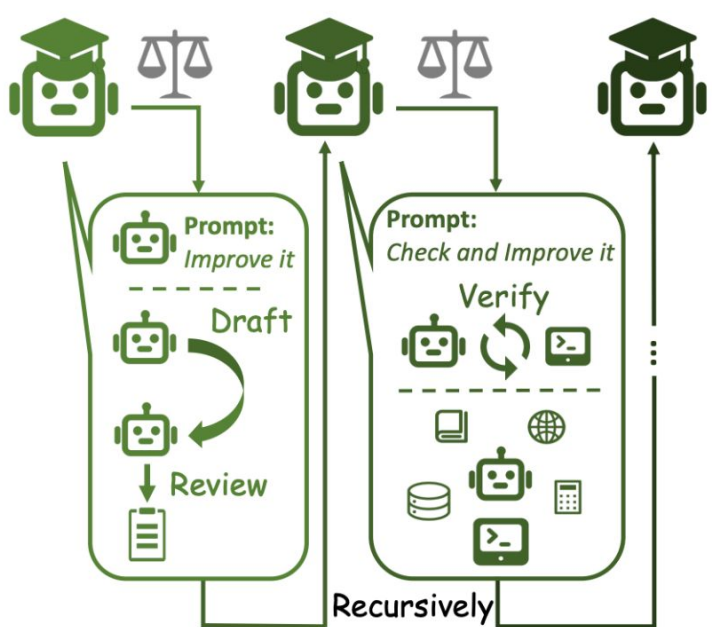 Prompt:
Improve it
Draft
Review
Prompt:
Check and Improve it
Verify
>_
>_
Recursively